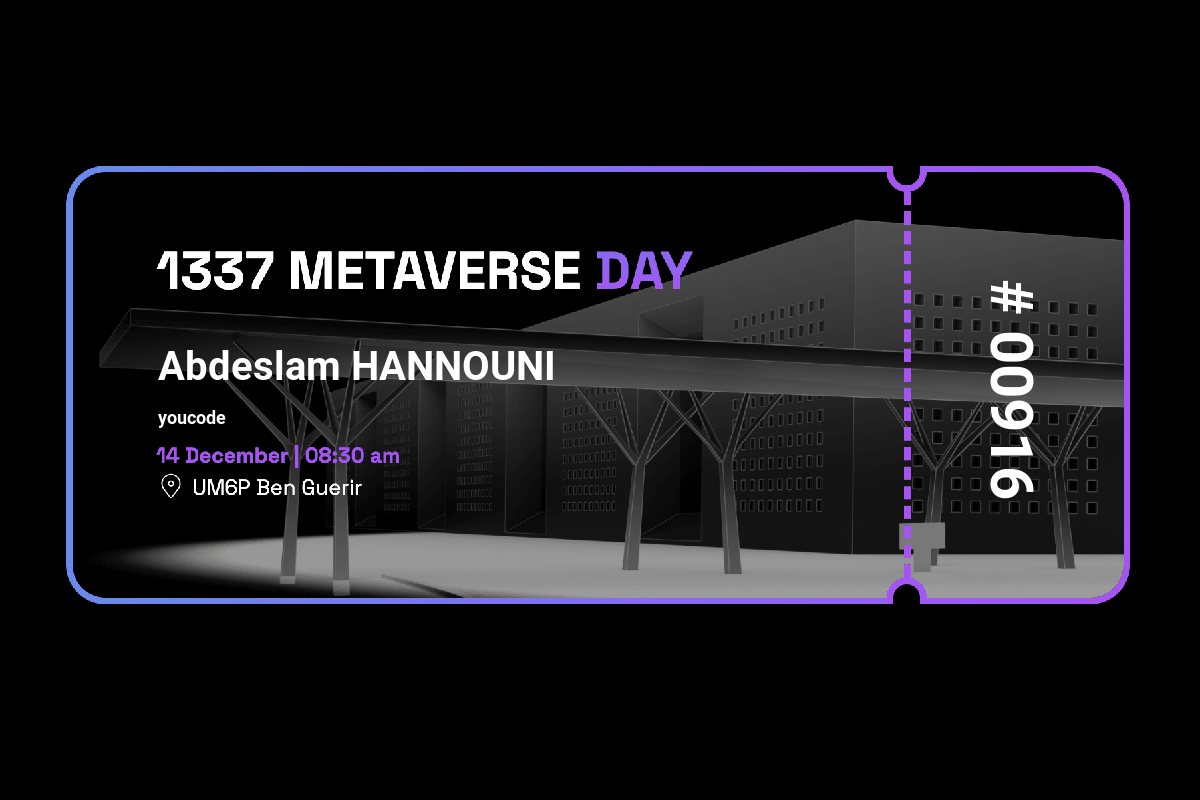 1337 METAVERSE DAY
Abdeslam HANNOUNI
youcode
14 December | 08:30 am
UM6P Ben Guerir
# 00916